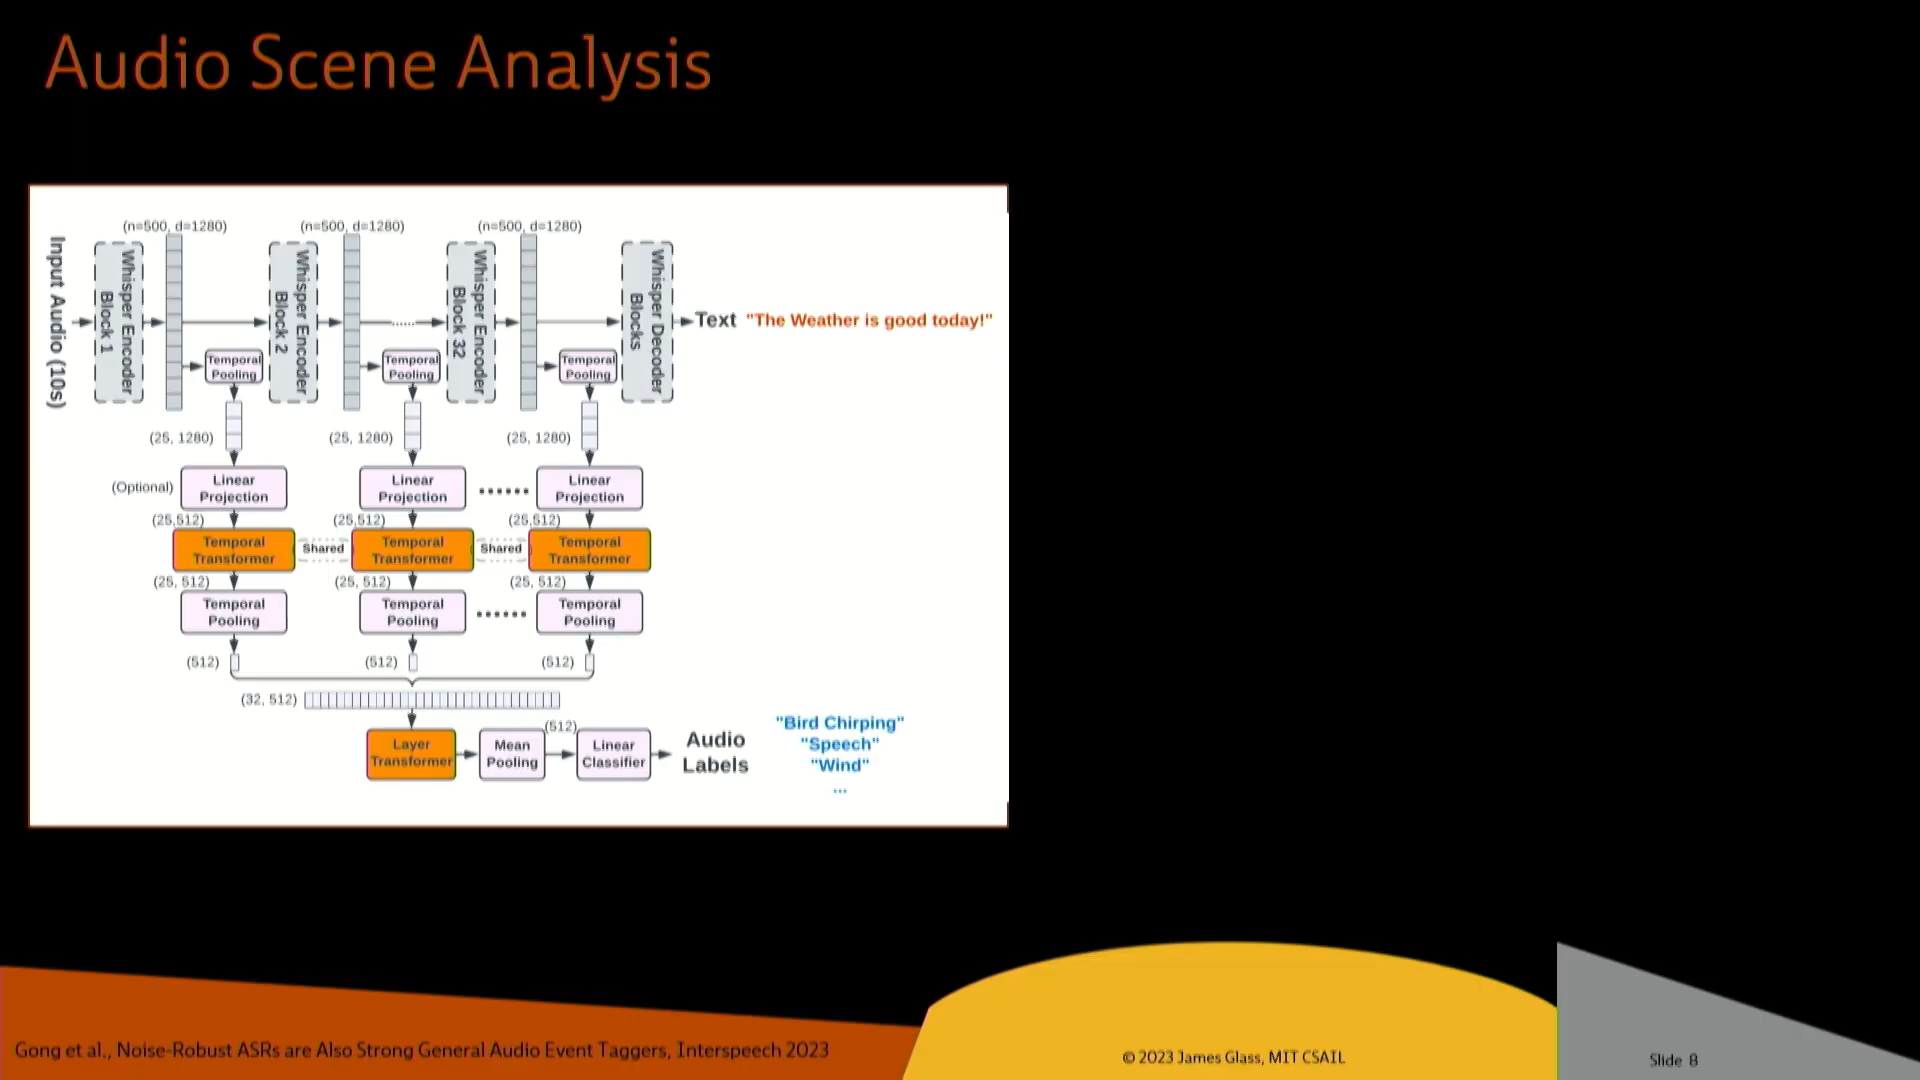 Audio Scene Analysis
(n=500, d=1280)
(n=500, d=1280)
(n=500, d=1280)
Input Audio (10s)
Whisper Encoder
Block 1
Whisper Encoder
Block 2
Whisper Encoder
Block 32
Whisper Decoder
Blocks
Text "The Weather is good today!"
Temporal
Pooling
Temporal
Pooling
Temporal
Pooling
(25, 1280)
(25, 1280)
(25, 1280)
(Optional)
Linear
Projection
Linear
Projection
......
Linear
Projection
(25,512)
(25,512)
(25,512)
Temporal
Transformer
Shared
Temporal
Transformer
Shared
Temporal
Transformer
(25, 512)
(25, 512)
(25, 512)
Temporal
Pooling
Temporal
Pooling
......
Temporal
Pooling
(512)
(512)
(512)
(32, 512)
Layer
Transformer
Mean
Pooling
(512)
Linear
Classifier
Audio
Labels
"Bird Chirping"
"Speech"
"Wind"
...
Gong et al., Noise-Robust ASRs are Also Strong General Audio Event Taggers, Interspeech 2023
© 2023 James Glass, MIT CSAIL
Slide 8